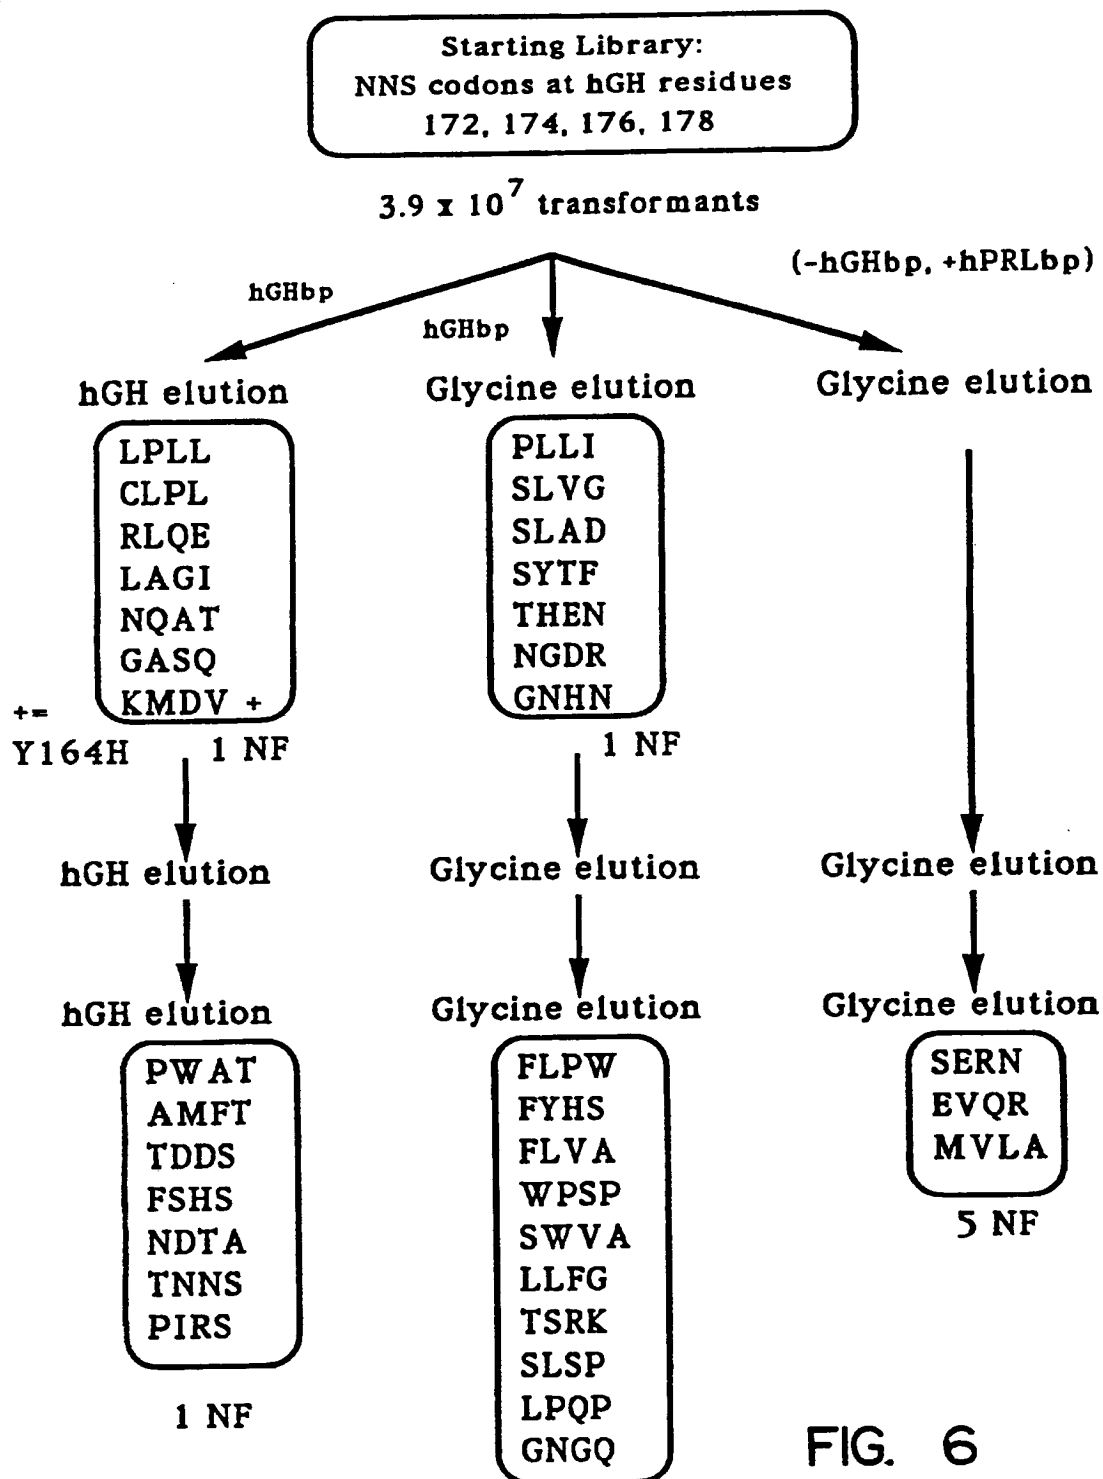 Starting Library:
NNS codons at hGH residues
172, 174, 176, 178
3.9 x 10^7 transformants
(-hGHbp, +hPRLbp)
hGHbp
hGHbp
hGH elution
Glycine elution
Glycine elution
LPLL
CLPL
RLQE
LAGI
NQAT
GASQ
KMDV +
+=
Y164H
1 NF
PLLI
SLVG
SLAD
SYTF
THEN
NGDR
GNHN
1 NF
hGH elution
Glycine elution
Glycine elution
hGH elution
Glycine elution
Glycine elution
PWAT
AMFT
TDDS
FSHS
NDTA
TNNS
PIRS
1 NF
FLPW
FYHS
FLVA
WPSP
SWVA
LLFG
TSRK
SLSP
LPQP
GNGQ
SERN
EVQR
MVLA
5 NF
FIG. 6